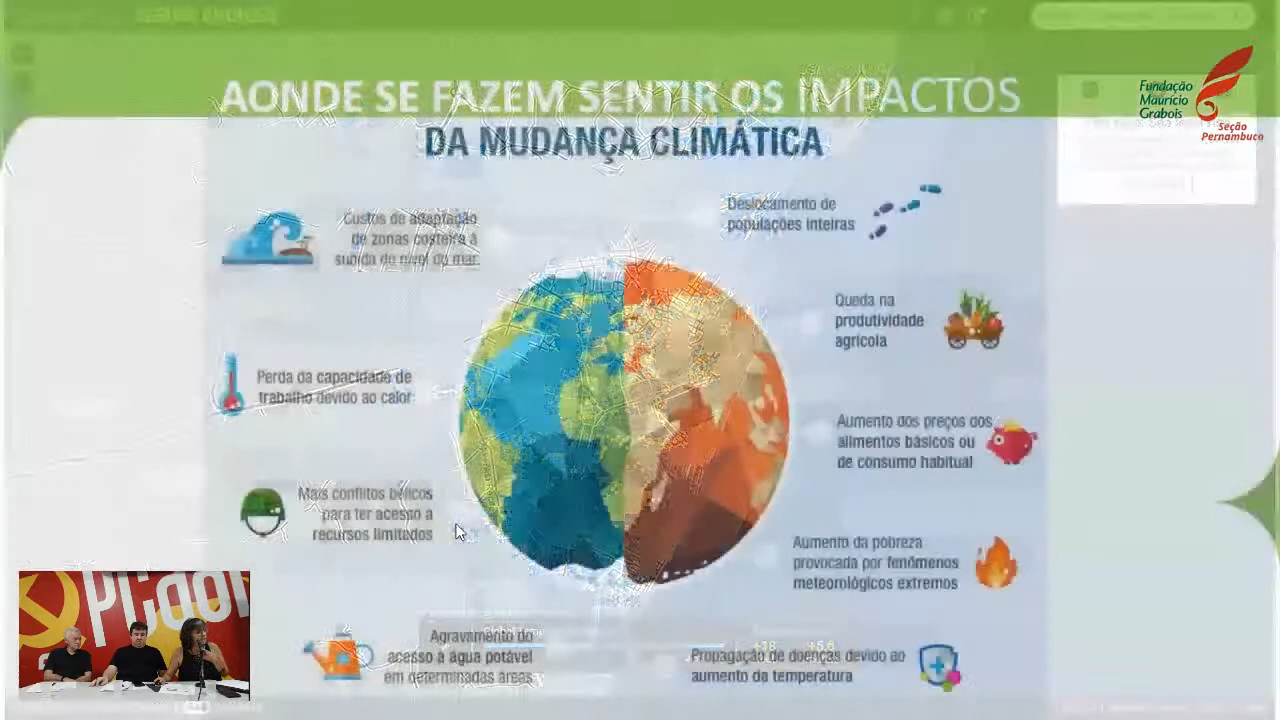 AONDE SE FAZEM SENTIR OS IMPACTOS
DA MUDANÇA CLIMÁTICA
Fundação
Maurício
Grabois
Seção
Pernambuco
Custos de adaptação
de zonas costeira à
subida do nível do mar.
Deslocamento de
populações inteiras
Queda na
produtividade
agrícola
Perda da capacidade de
trabalho devido ao calor
Aumento dos preços dos
alimentos básicos ou
de consumo habitual
Mais conflitos bélicos
para ter acesso a
recursos limitados
Aumento da pobreza
provocada por fenômenos
meteorológicos extremos
Agravamento do
acesso à água potável
em determinadas áreas
Propagação de doenças devido ao
aumento da temperatura
PCdoB